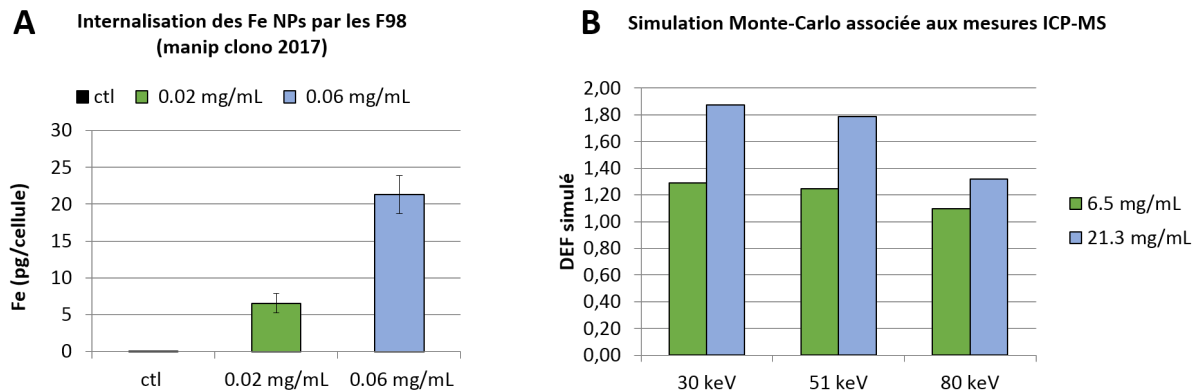 A
Internalisation des Fe NPs par les F98
(manip clono 2017)
ctl
0.02 mg/mL
0.06 mg/mL
Fe (pg/cellule)
30
25
20
15
10
5
0
ctl
0.02 mg/mL
0.06 mg/mL
B
Simulation Monte-Carlo associée aux mesures ICP-MS
DEF simulé
2,00
1,80
1,60
1,40
1,20
1,00
0,80
0,60
0,40
0,20
0,00
30 keV
51 keV
80 keV
6.5 mg/mL
21.3 mg/mL